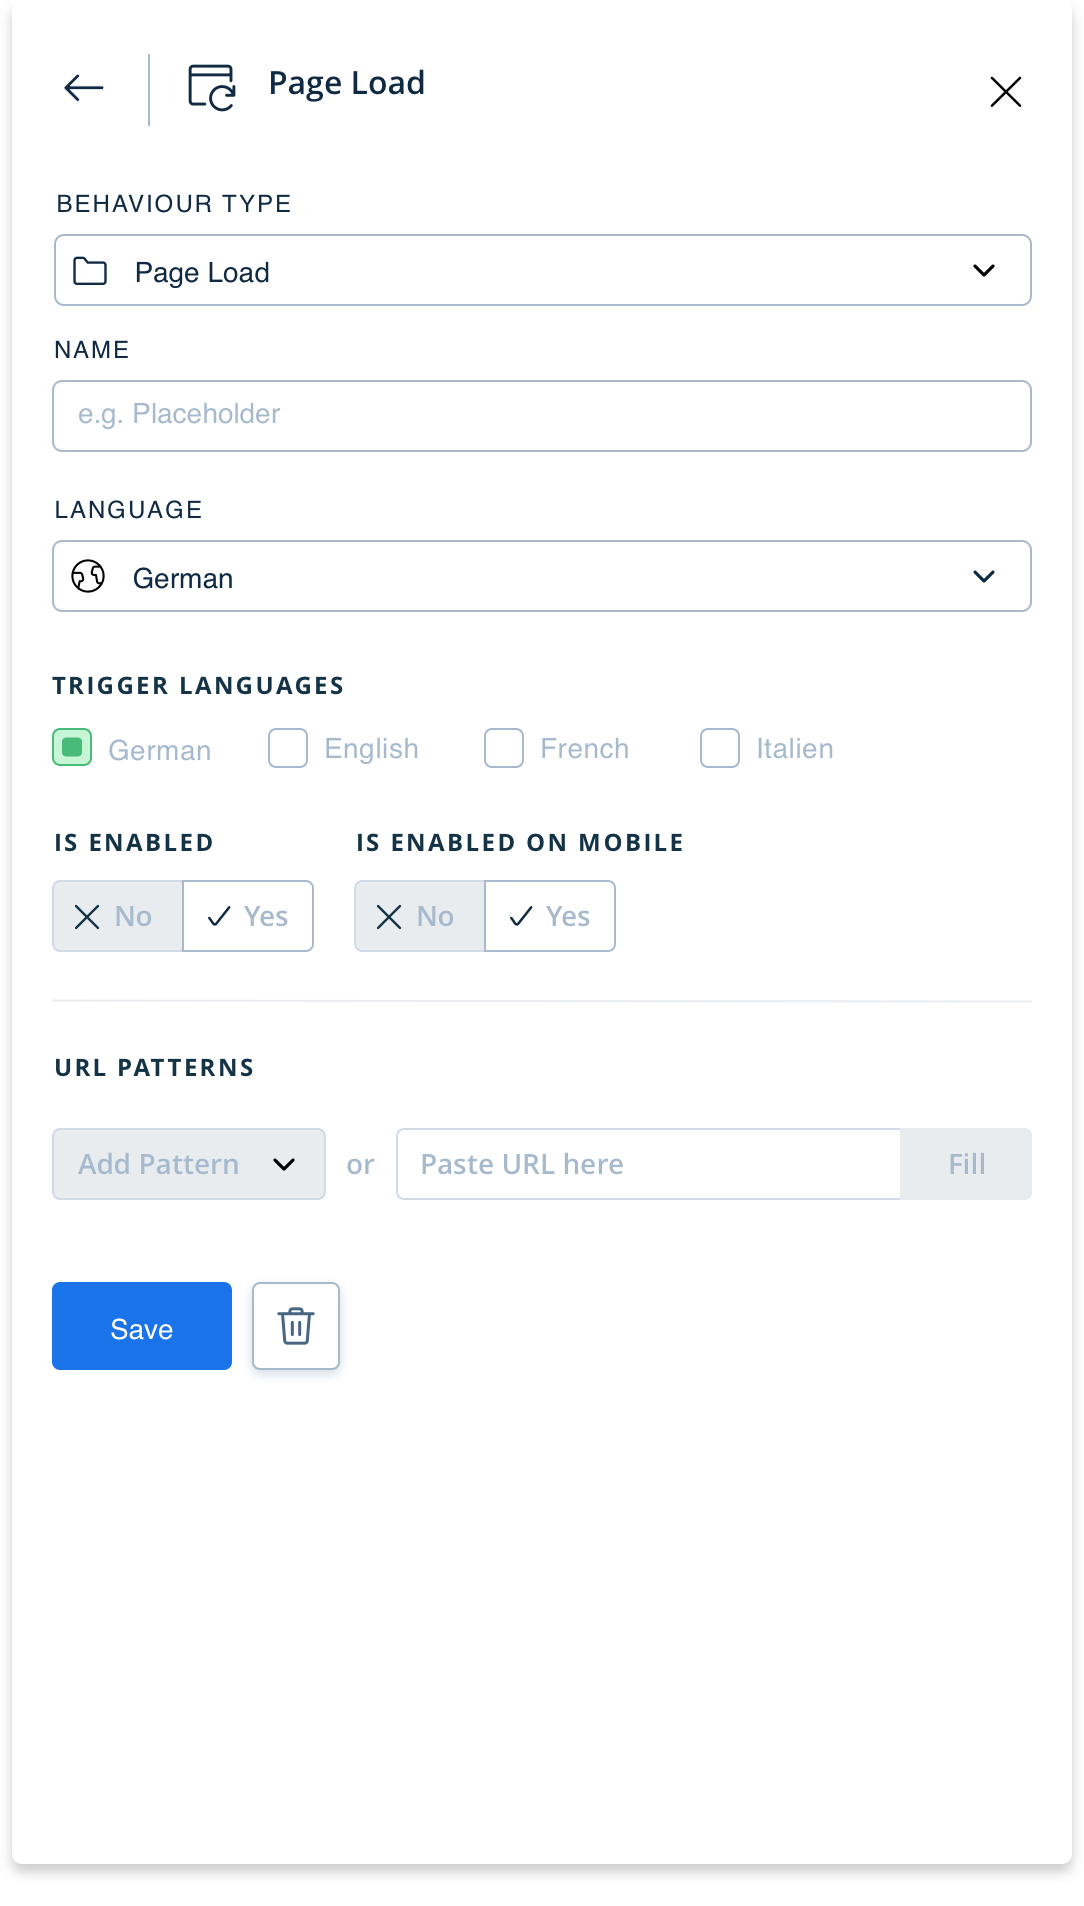 Page Load
BEHAVIOUR TYPE
Page Load
NAME
e.g. Placeholder
LANGUAGE
German
TRIGGER LANGUAGES
German English French Italien
IS ENABLED IS ENABLED ON MOBILE
No Yes No Yes
URL PATTERNS
Add Pattern or Paste URL here Fill
Save